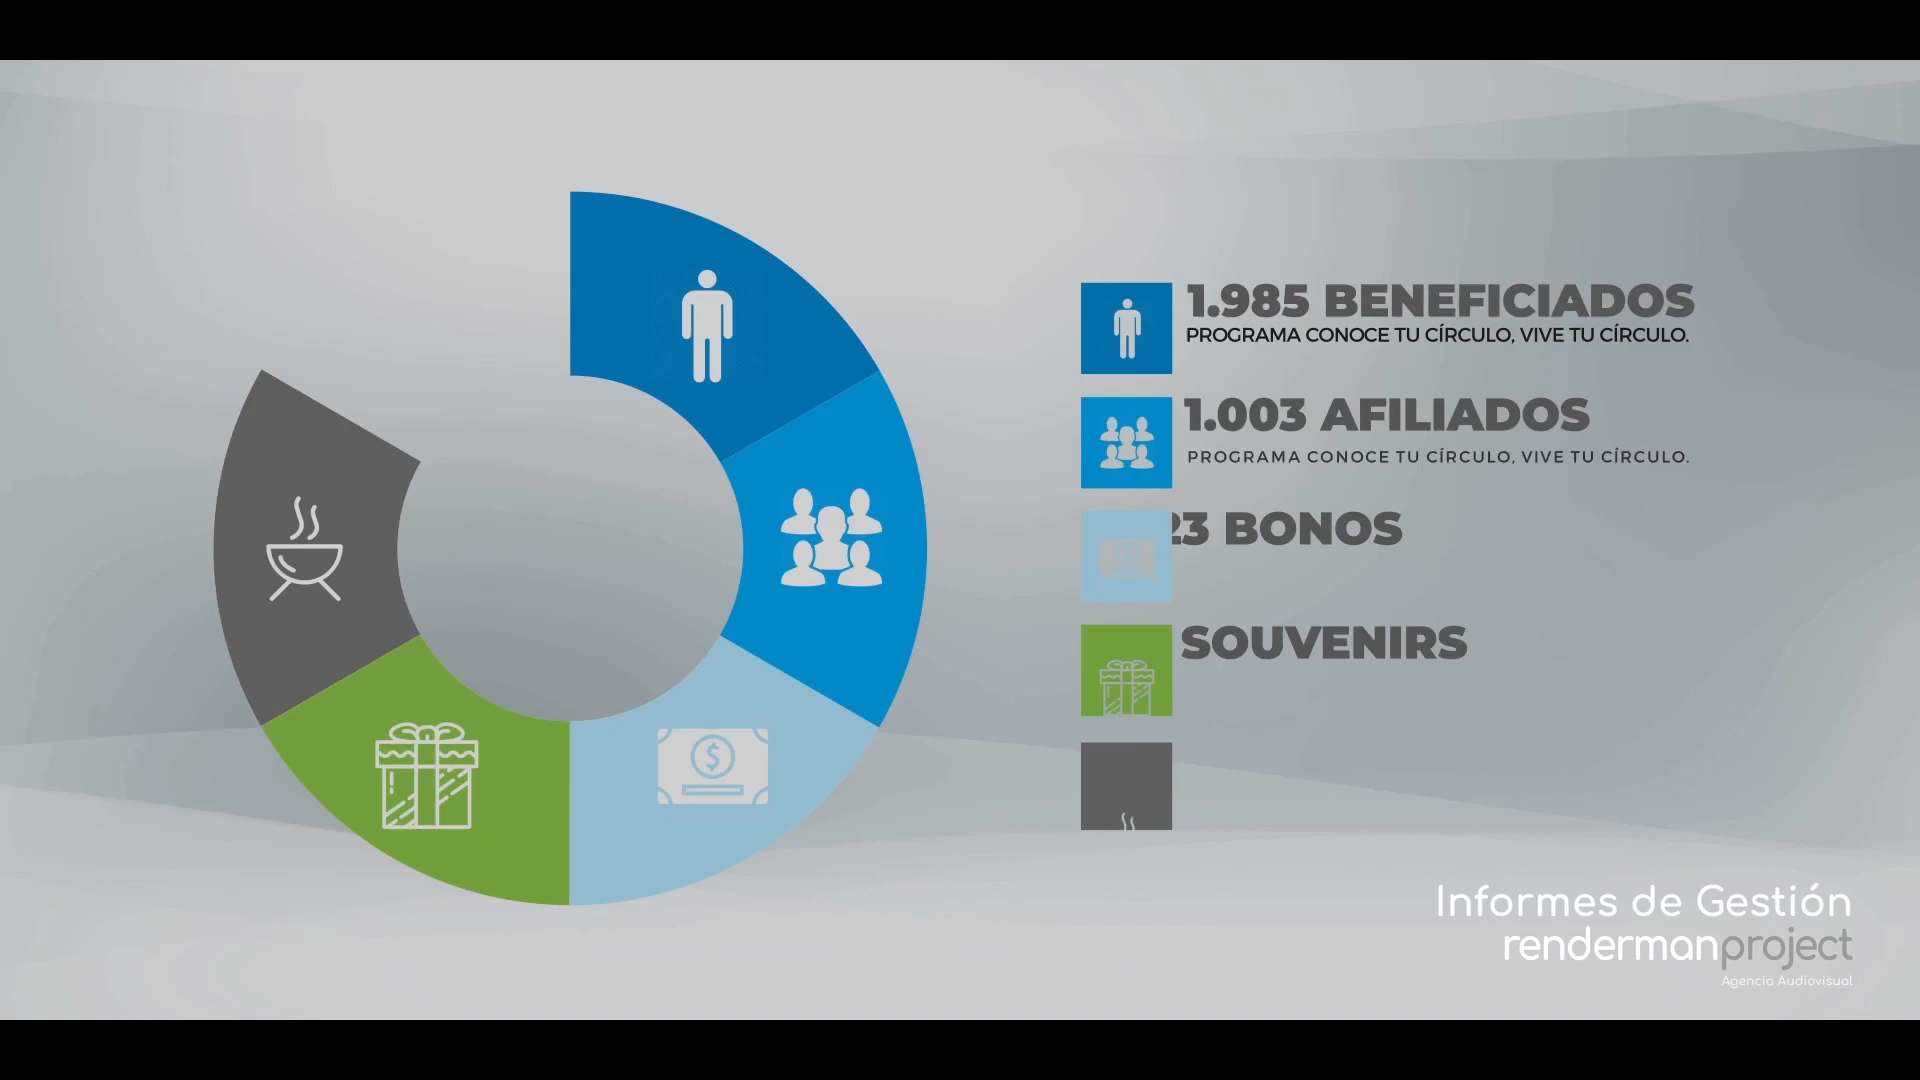 1.985 BENEFICIADOS
PROGRAMA CONOCE TU CÍRCULO, VIVE TU CÍRCULO.
1.003 AFILIADOS
PROGRAMA CONOCE TU CÍRCULO, VIVE TU CÍRCULO.
23 BONOS
SOUVENIRS
$
Informes de Gestión
rendermanproject
Agencia Audiovisual